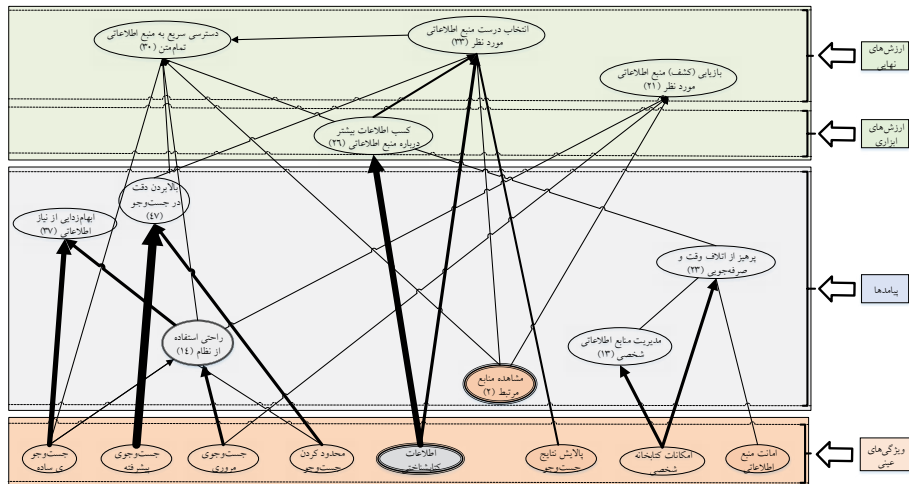 دسترسی سریع به منبع اطلاعاتی
تمام‌متن (۳۰)
انتخاب درست منبع اطلاعاتی
مورد نظر (۳۳)
بازیابی (کشف) منبع اطلاعاتی
مورد نظر (۲۱)
ارزش‌های
نهایی
کسب اطلاعات بیشتر
درباره منبع اطلاعاتی (۲۶)
ارزش‌های
ابزاری
بالابردن دقت
در جست‌وجو
(۴۷)
ابهام‌زدایی از نیاز
اطلاعاتی (۳۷)
پرهیز از اتلاف وقت و
صرفه‌جویی (۲۳)
پیامدها
راحتی استفاده
از نظام (۱۴)
مدیریت منابع اطلاعاتی
شخصی (۱۳)
مشاهده منابع
مرتبط (۲)
جست‌وجو
ی ساده
جست‌وجوی
پیشرفته
جست‌وجوی
مروری
محدود کردن
جست‌وجو
اطلاعات
کتابشناختی
پالایش نتایج
جست‌وجو
امکانات کتابخانه
شخصی
امانت منبع
اطلاعاتی
ویژگی‌های
عینی